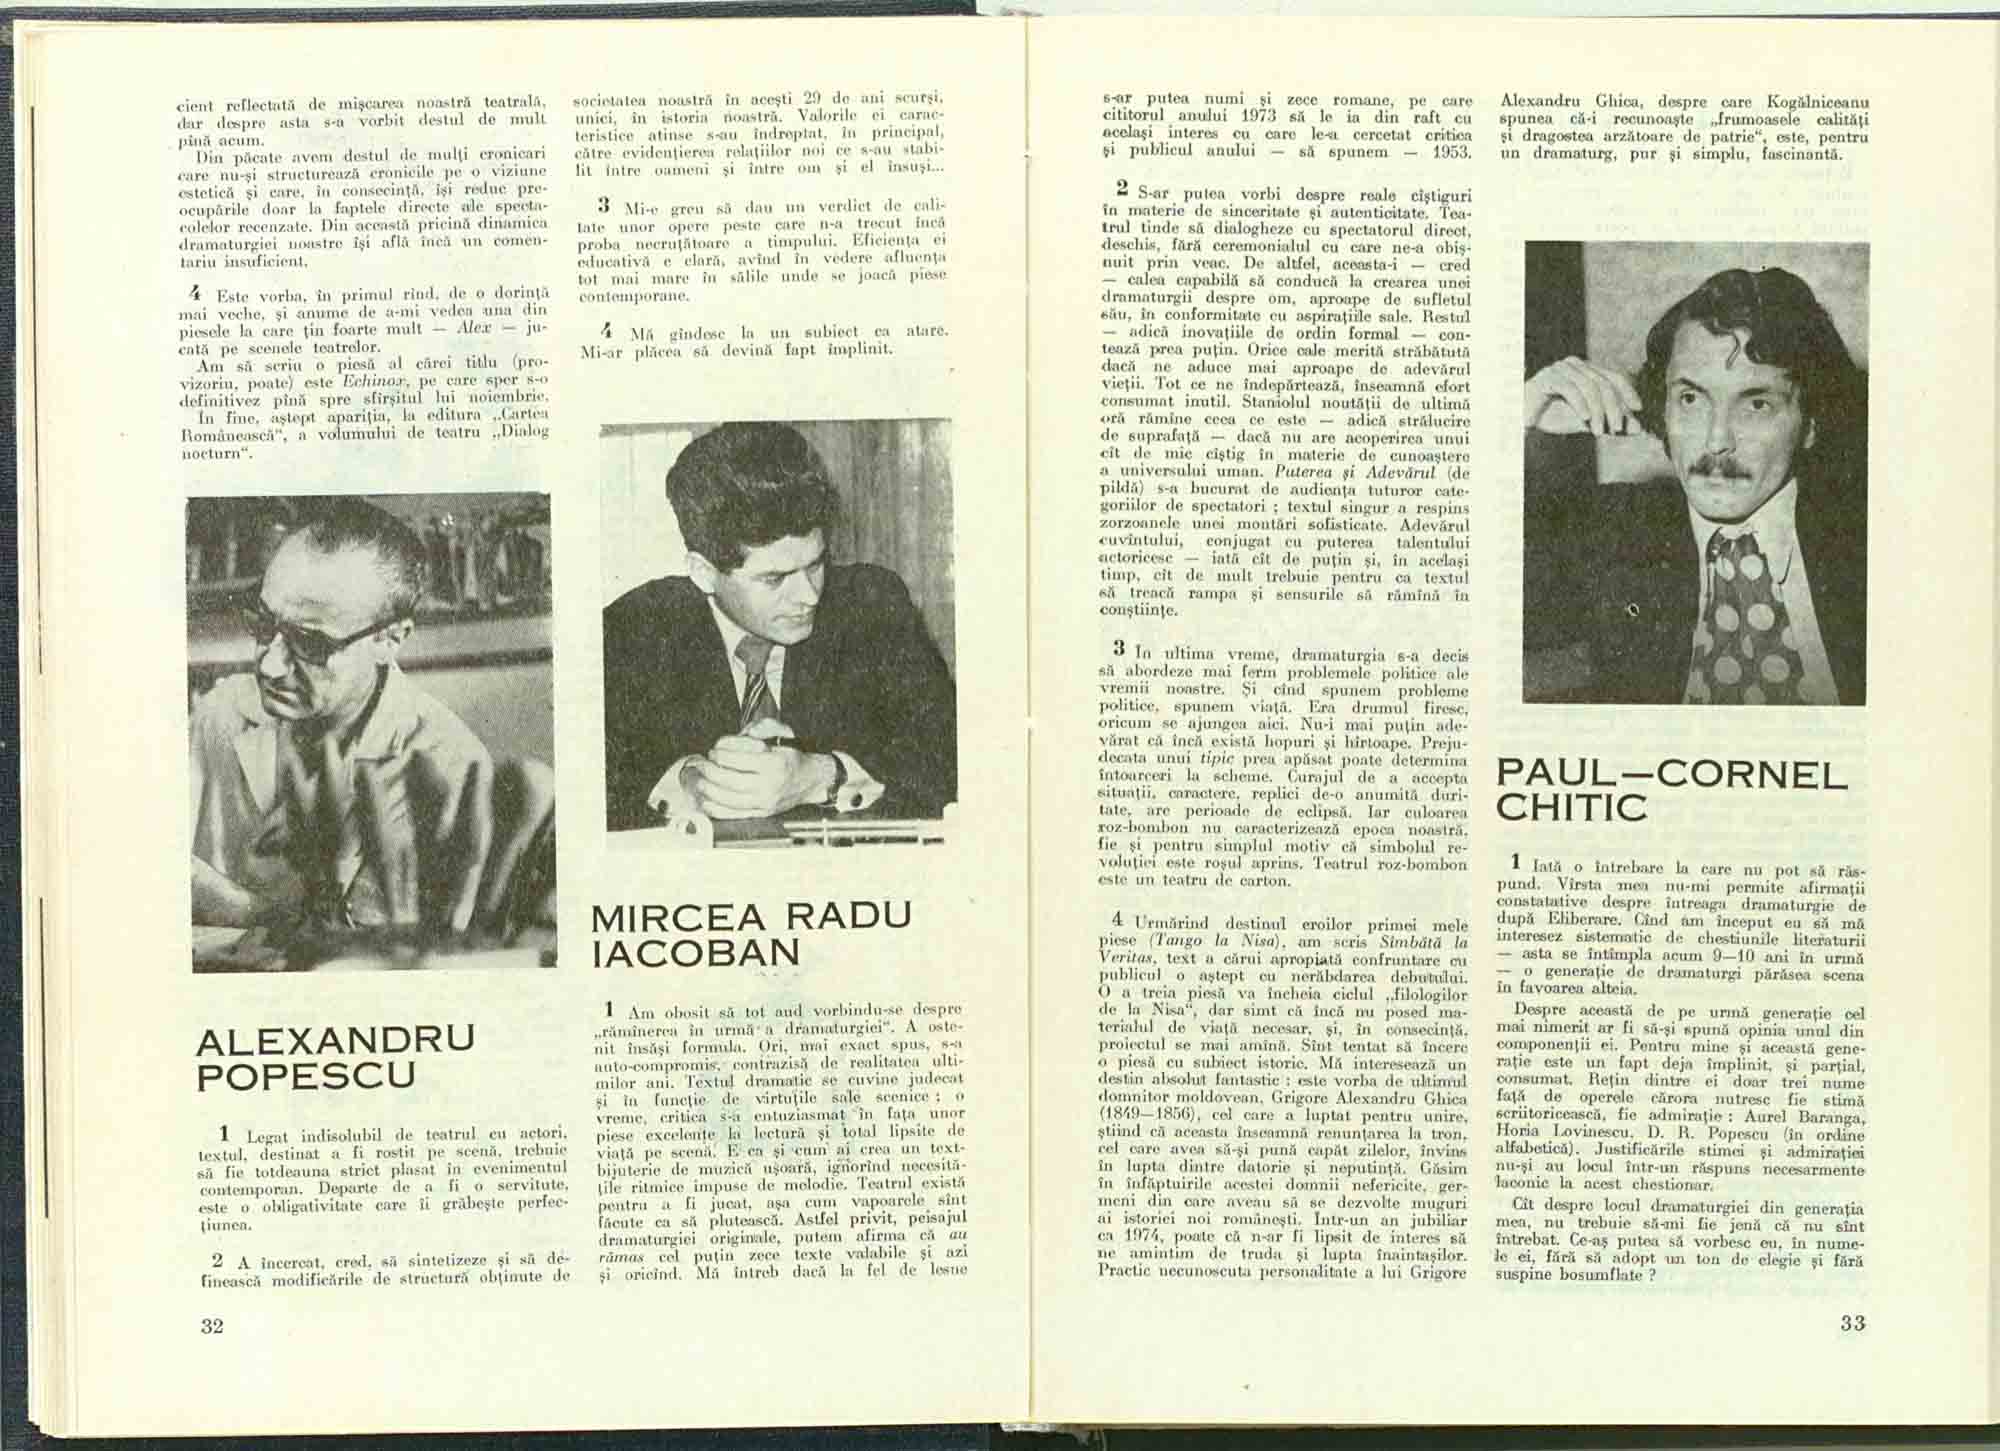 cient reflectată de mişcarea noastră teatrală,
dar despre asta s-a vorbit destul de mult
pînă acum.
Din păcate avem destul de mulţi cronicari
care nu-şi structurează cronicile pe o viziune
estetică şi care, în consecinţă, îşi reduc pre-
ocupările doar la faptele directe ale specta-
colelor recenzate. Din această pricină dinamica
dramaturgiei noastre îşi află încă un comen-
tariu insuficient.
4 Este vorba, în primul rînd, de o dorinţă
mai veche, şi anume de a-mi vedea una din
piesele la care ţin foarte mult — Alex — ju-
cată pe scenele teatrelor.
Am să scriu o piesă al cărei titlu (pro-
vizoriu, poate) este Echinox, pe care sper s-o
definitivez pînă spre sfîrşitul lui noiembrie.
În fine, aştept apariţia, la editura „Cartea
Românească“, a volumului de teatru „Dialog
nocturn“.
ALEXANDRU
POPESCU
1 Legat indisolubil de teatrul cu actori,
textul, destinat a fi rostit pe scenă, trebuie
să fie totdeauna strict plasat în evenimentul
contemporan. Departe de a fi o servitute,
este o obligativitate care îi grăbeşte perfec-
ţiunea.
2 A încercat, cred, să sintetizeze şi să de-
finească modificările de structură obţinute de
societatea noastră în aceşti 29 de ani scurşi,
unici, în istoria noastră. Valorile ei carac-
teristice atinse s-au îndreptat, în principal,
către evidenţierea relaţiilor noi ce s-au stabi-
lit între oameni şi între om şi el însuşi...
3 Mi-e greu să dau un verdict de cali-
tate unor opere peste care n-a trecut încă
proba necruţătoare a timpului. Eficienţa ei
educativă e clară, avînd în vedere afluenţa
tot mai mare în sălile unde se joacă piese
contemporane.
4 Mă gîndesc la un subiect ca atare.
Mi-ar plăcea să devină fapt împlinit.
MIRCEA RADU
IACOBAN
1 Am obosit să tot aud vorbindu-se despre
„rămînerea în urmă a dramaturgiei“. A oste-
nit însăşi formula. Ori, mai exact spus, s-a
auto-compromis, contrazisă de realitatea ulti-
milor ani. Textul dramatic se cuvine judecat
şi în funcţie de virtuţile sale scenice ; o
vreme, critica s-a entuziasmat în faţa unor
piese excelente la lectură şi total lipsite de
viaţă pe scenă. E ca şi cum ai crea un text-
bijuterie de muzică uşoară, ignorînd necesită-
ţile ritmice impuse de melodie. Teatrul există
pentru a fi jucat, aşa cum vapoarele sînt
făcute ca să plutească. Astfel privit, peisajul
dramaturgiei originale, putem afirma că au
rămas cel puţin zece texte valabile şi azi
şi oricînd. Mă întreb dacă la fel de lesne
32
s-ar putea numi şi zece romane, pe care
cititorul anului 1973 să le ia din raft cu
acelaşi interes cu care le-a cercetat critica
şi publicul anului — să spunem — 1953.
2 S-ar putea vorbi despre reale cîştiguri
în materie de sinceritate şi autenticitate. Tea-
trul tinde să dialogheze cu spectatorul direct,
deschis, fără ceremonialul cu care ne-a obiş-
nuit prin veac. De altfel, aceasta-i — cred
— calea capabilă să conducă la crearea unei
dramaturgii despre om, aproape de sufletul
său, în conformitate cu aspiraţiile sale. Restul
— adică inovaţiile de ordin formal — con-
tează prea puţin. Orice cale merită străbătută
dacă ne aduce mai aproape de adevărul
vieţii. Tot ce ne îndepărtează, înseamnă efort
consumat inutil. Staniolul noutăţii de ultimă
oră rămîne ceea ce este — adică strălucire
de suprafaţă — dacă nu are acoperirea unui
cît de mic cîştig în materie de cunoaştere
a universului uman. Puterea şi Adevărul (de
pildă) s-a bucurat de audienţa tuturor cate-
goriilor de spectatori ; textul singur a respins
zorzoanele unei montări sofisticate. Adevărul
cuvîntului, conjugat cu puterea talentului
actoricesc — iată cît de puţin şi, în acelaşi
timp, cît de mult trebuie pentru ca textul
să treacă rampa şi sensurile să rămînă în
conştiinţe.
3 În ultima vreme, dramaturgia s-a decis
să abordeze mai ferm problemele politice ale
vremii noastre. Şi cînd spunem probleme
politice, spunem viaţă. Era drumul firesc,
oricum se ajungea aici. Nu-i mai puţin ade-
vărat că încă există hopuri şi hîrtoape. Preju-
decata unui tipic prea apăsat poate determina
întoarceri la scheme. Curajul de a accepta
situaţii, caractere, replici de-o anumită duri-
tate, are perioade de eclipsă. Iar culoarea
roz-bombon nu caracterizează epoca noastră,
fie şi pentru simplul motiv că simbolul re-
voluţiei este roşul aprins. Teatrul roz-bombon
este un teatru de carton.
4 Urmărind destinul eroilor primei mele
piese (Tango la Nisa), am scris Sîmbătă la
Veritas, text a cărui apropiată confruntare cu
publicul o aştept cu nerăbdarea debutului.
O a treia piesă va încheia ciclul „filologilor
de la Nisa“, dar simt că încă nu posed ma-
terialul de viaţă necesar, şi, în consecinţă,
proiectul se mai amînă. Sînt tentat să încerc
o piesă cu subiect istoric. Mă interesează un
destin absolut fantastic : este vorba de ultimul
domnitor moldovean, Grigore Alexandru Ghica
(1849—1856), cel care a luptat pentru unire,
ştiind că aceasta înseamnă renunţarea la tron,
cel care avea să-şi pună capăt zilelor, învins
în lupta dintre datorie şi neputinţă. Găsim
în înfăptuirile acestei domnii nefericite, ger-
meni din care aveau să se dezvolte muguri
ai istoriei noi româneşti. Într-un an jubiliar
ca 1974, poate că n-ar fi lipsit de interes să
ne amintim de truda şi lupta înaintaşilor.
Practic necunoscuta personalitate a lui Grigore
Alexandru Ghica, despre care Kogălniceanu
spunea că-i recunoaşte „frumoasele calităţi
şi dragostea arzătoare de patrie“, este, pentru
un dramaturg, pur şi simplu, fascinantă.
PAUL—CORNEL
CHITIC
1 Iată o întrebare la care nu pot să răs-
pund. Vîrsta mea nu-mi permite afirmaţii
constatative despre întreaga dramaturgie de
după Eliberare. Cînd am început eu să mă
interesez sistematic de chestiunile literaturii
— asta se întîmpla acum 9—10 ani în urmă
— o generaţie de dramaturgi părăsea scena
în favoarea alteia.
Despre această de pe urmă generaţie cel
mai nimerit ar fi să-şi spună opinia unul din
componenţii ei. Pentru mine şi această gene-
raţie este un fapt deja împlinit, şi parţial,
consumat. Reţin dintre ei doar trei nume
faţă de operele cărora nutresc fie stimă
scriitoricească, fie admiraţie : Aurel Baranga,
Horia Lovinescu, D. R. Popescu (în ordine
alfabetică). Justificările stimei şi admiraţiei
nu-şi au locul într-un răspuns necesarmente
laconic la acest chestionar.
Cît despre locul dramaturgiei din generaţia
mea, nu trebuie să-mi fie jenă că nu sînt
întrebat. Ce-aş putea să vorbesc eu, în nume-
le ei, fără să adopt un ton de elegie şi fără
suspine bosumflate ?
33